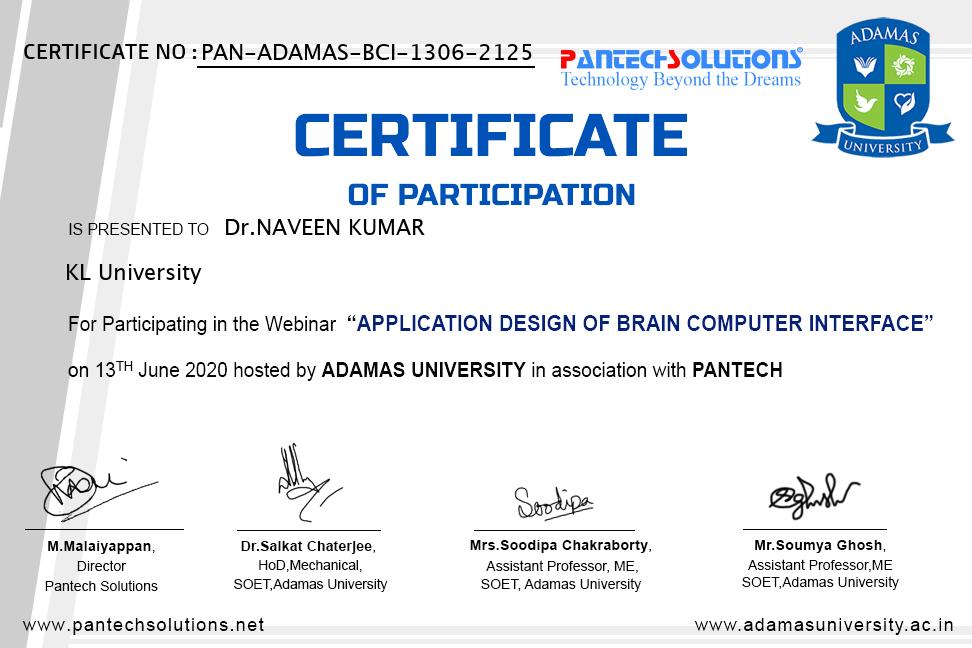 CERTIFICATE NO : PAN-ADAMAS-BCI-1306-2125
PANTECHSOLUTIONS®
Technology Beyond the Dreams
ADAMAS
UNIVERSITY
CERTIFICATE
OF PARTICIPATION
IS PRESENTED TO Dr.NAVEEN KUMAR
KL University
For Participating in the Webinar “APPLICATION DESIGN OF BRAIN COMPUTER INTERFACE”
on 13TH June 2020 hosted by ADAMAS UNIVERSITY in association with PANTECH
Soodipa
M.Malaiyappan,
Director
Pantech Solutions
Dr.Salkat Chaterjee,
HoD,Mechanical,
SOET,Adamas University
Mrs.Soodipa Chakraborty,
Assistant Professor, ME,
SOET, Adamas University
Mr.Soumya Ghosh,
Assistant Professor,ME
SOET,Adamas University
www.pantechsolutions.net
www.adamasuniversity.ac.in